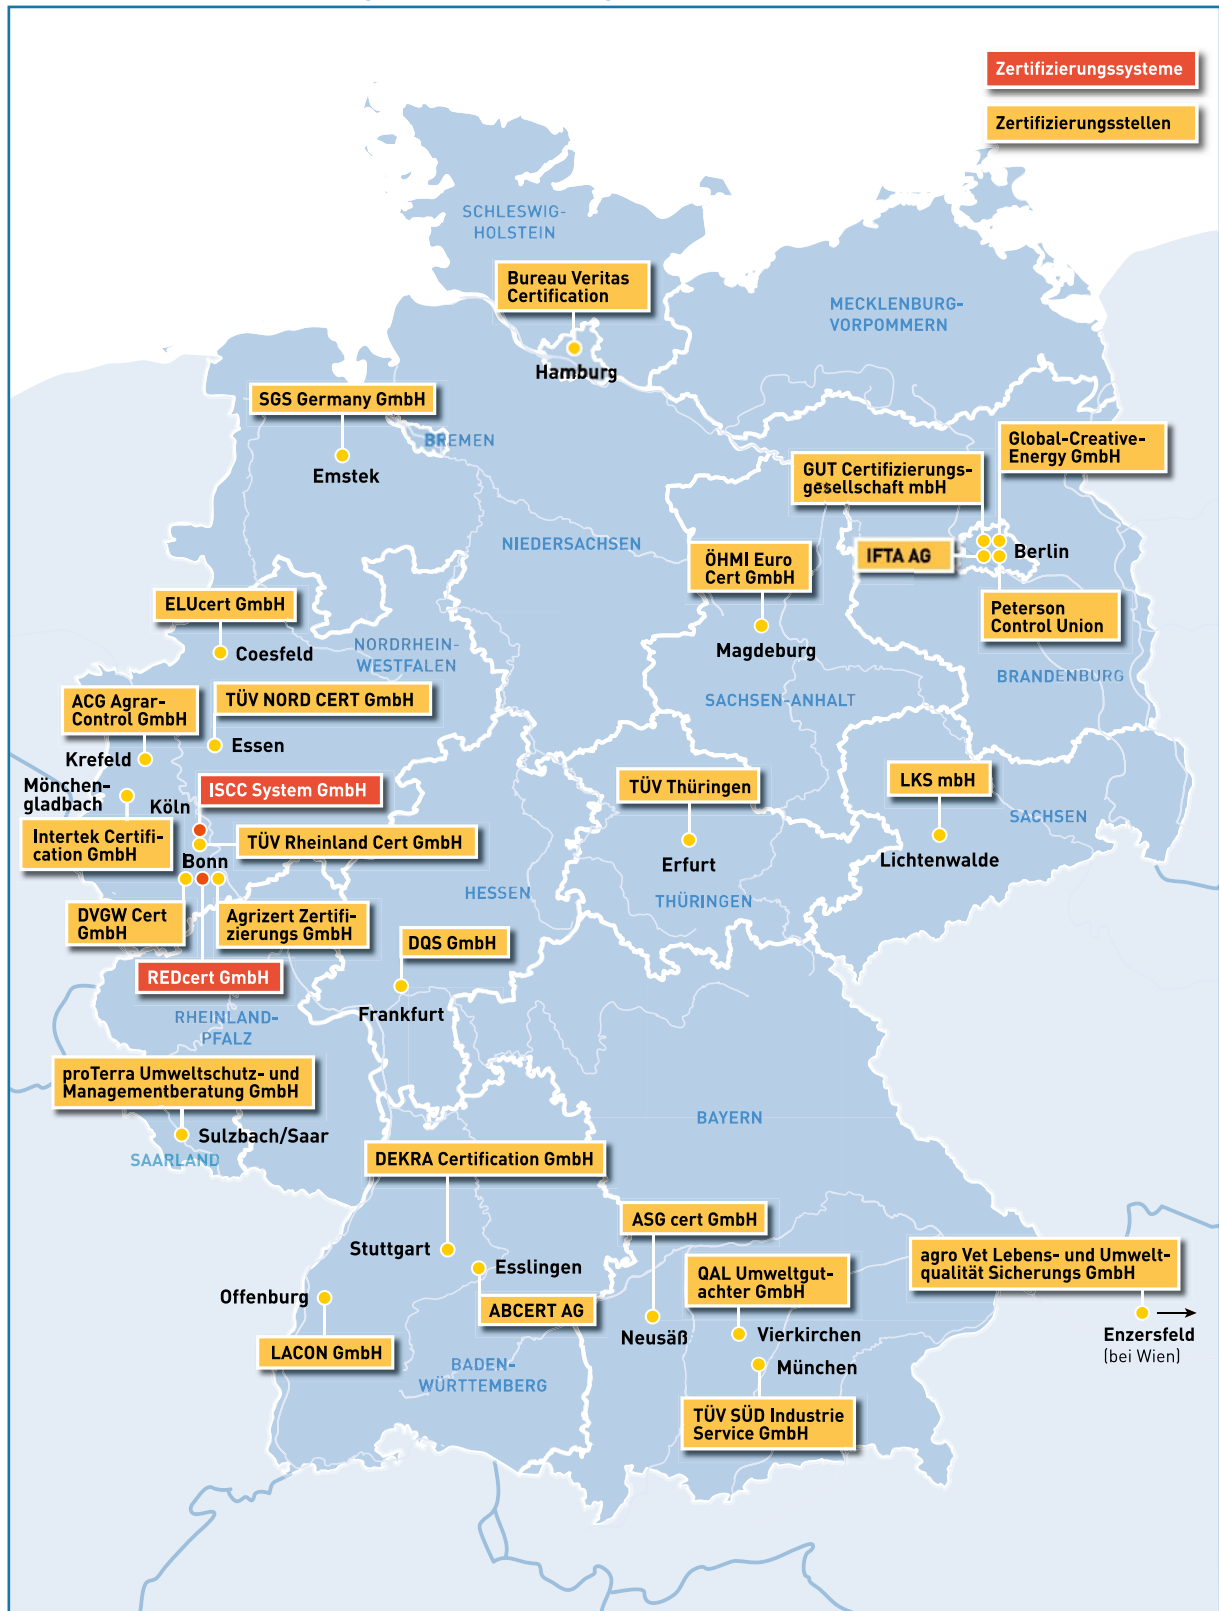 Zertifizierungssysteme
Zertifizierungsstellen
SCHLESWIG-
HOLSTEIN
Bureau Veritas
Certification
MECKLENBURG-
VORPOMMERN
Hamburg
SGS Germany GmbH
BREMEN
Emstek
Global-Creative-
Energy GmbH
GUT Certifizierungs-
gesellschaft mbH
NIEDERSACHSEN
IFTA AG
Berlin
ÖHMI Euro
Cert GmbH
Peterson
Control Union
ELUcert GmbH
Coesfeld
NORDRHEIN-
WESTFALEN
Magdeburg
BRANDENBURG
SACHSEN-ANHALT
ACG Agrar-
Control GmbH
TÜV NORD CERT GmbH
Krefeld
Essen
Mönchen-
gladbach
Köln
ISCC System GmbH
TÜV Thüringen
LKS mbH
SACHSEN
Intertek Certifi-
cation GmbH
TÜV Rheinland Cert GmbH
Bonn
Erfurt
Lichtenwalde
HESSEN
THÜRINGEN
DVGW Cert
GmbH
Agrizert Zertifi-
zierungs GmbH
DQS GmbH
REDcert GmbH
Frankfurt
RHEINLAND-
PFALZ
proTerra Umweltschutz- und
Managementberatung GmbH
Sulzbach/Saar
SAARLAND
BAYERN
DEKRA Certification GmbH
ASG cert GmbH
Stuttgart
Esslingen
QAL Umweltgut-
achter GmbH
agro Vet Lebens- und Umwelt-
qualität Sicherungs GmbH
Offenburg
ABCERT AG
Neusäß
Vierkirchen
Enzersfeld
(bei Wien)
LACON GmbH
BADEN-
WÜRTTEMBERG
München
TÜV SÜD Industrie
Service GmbH